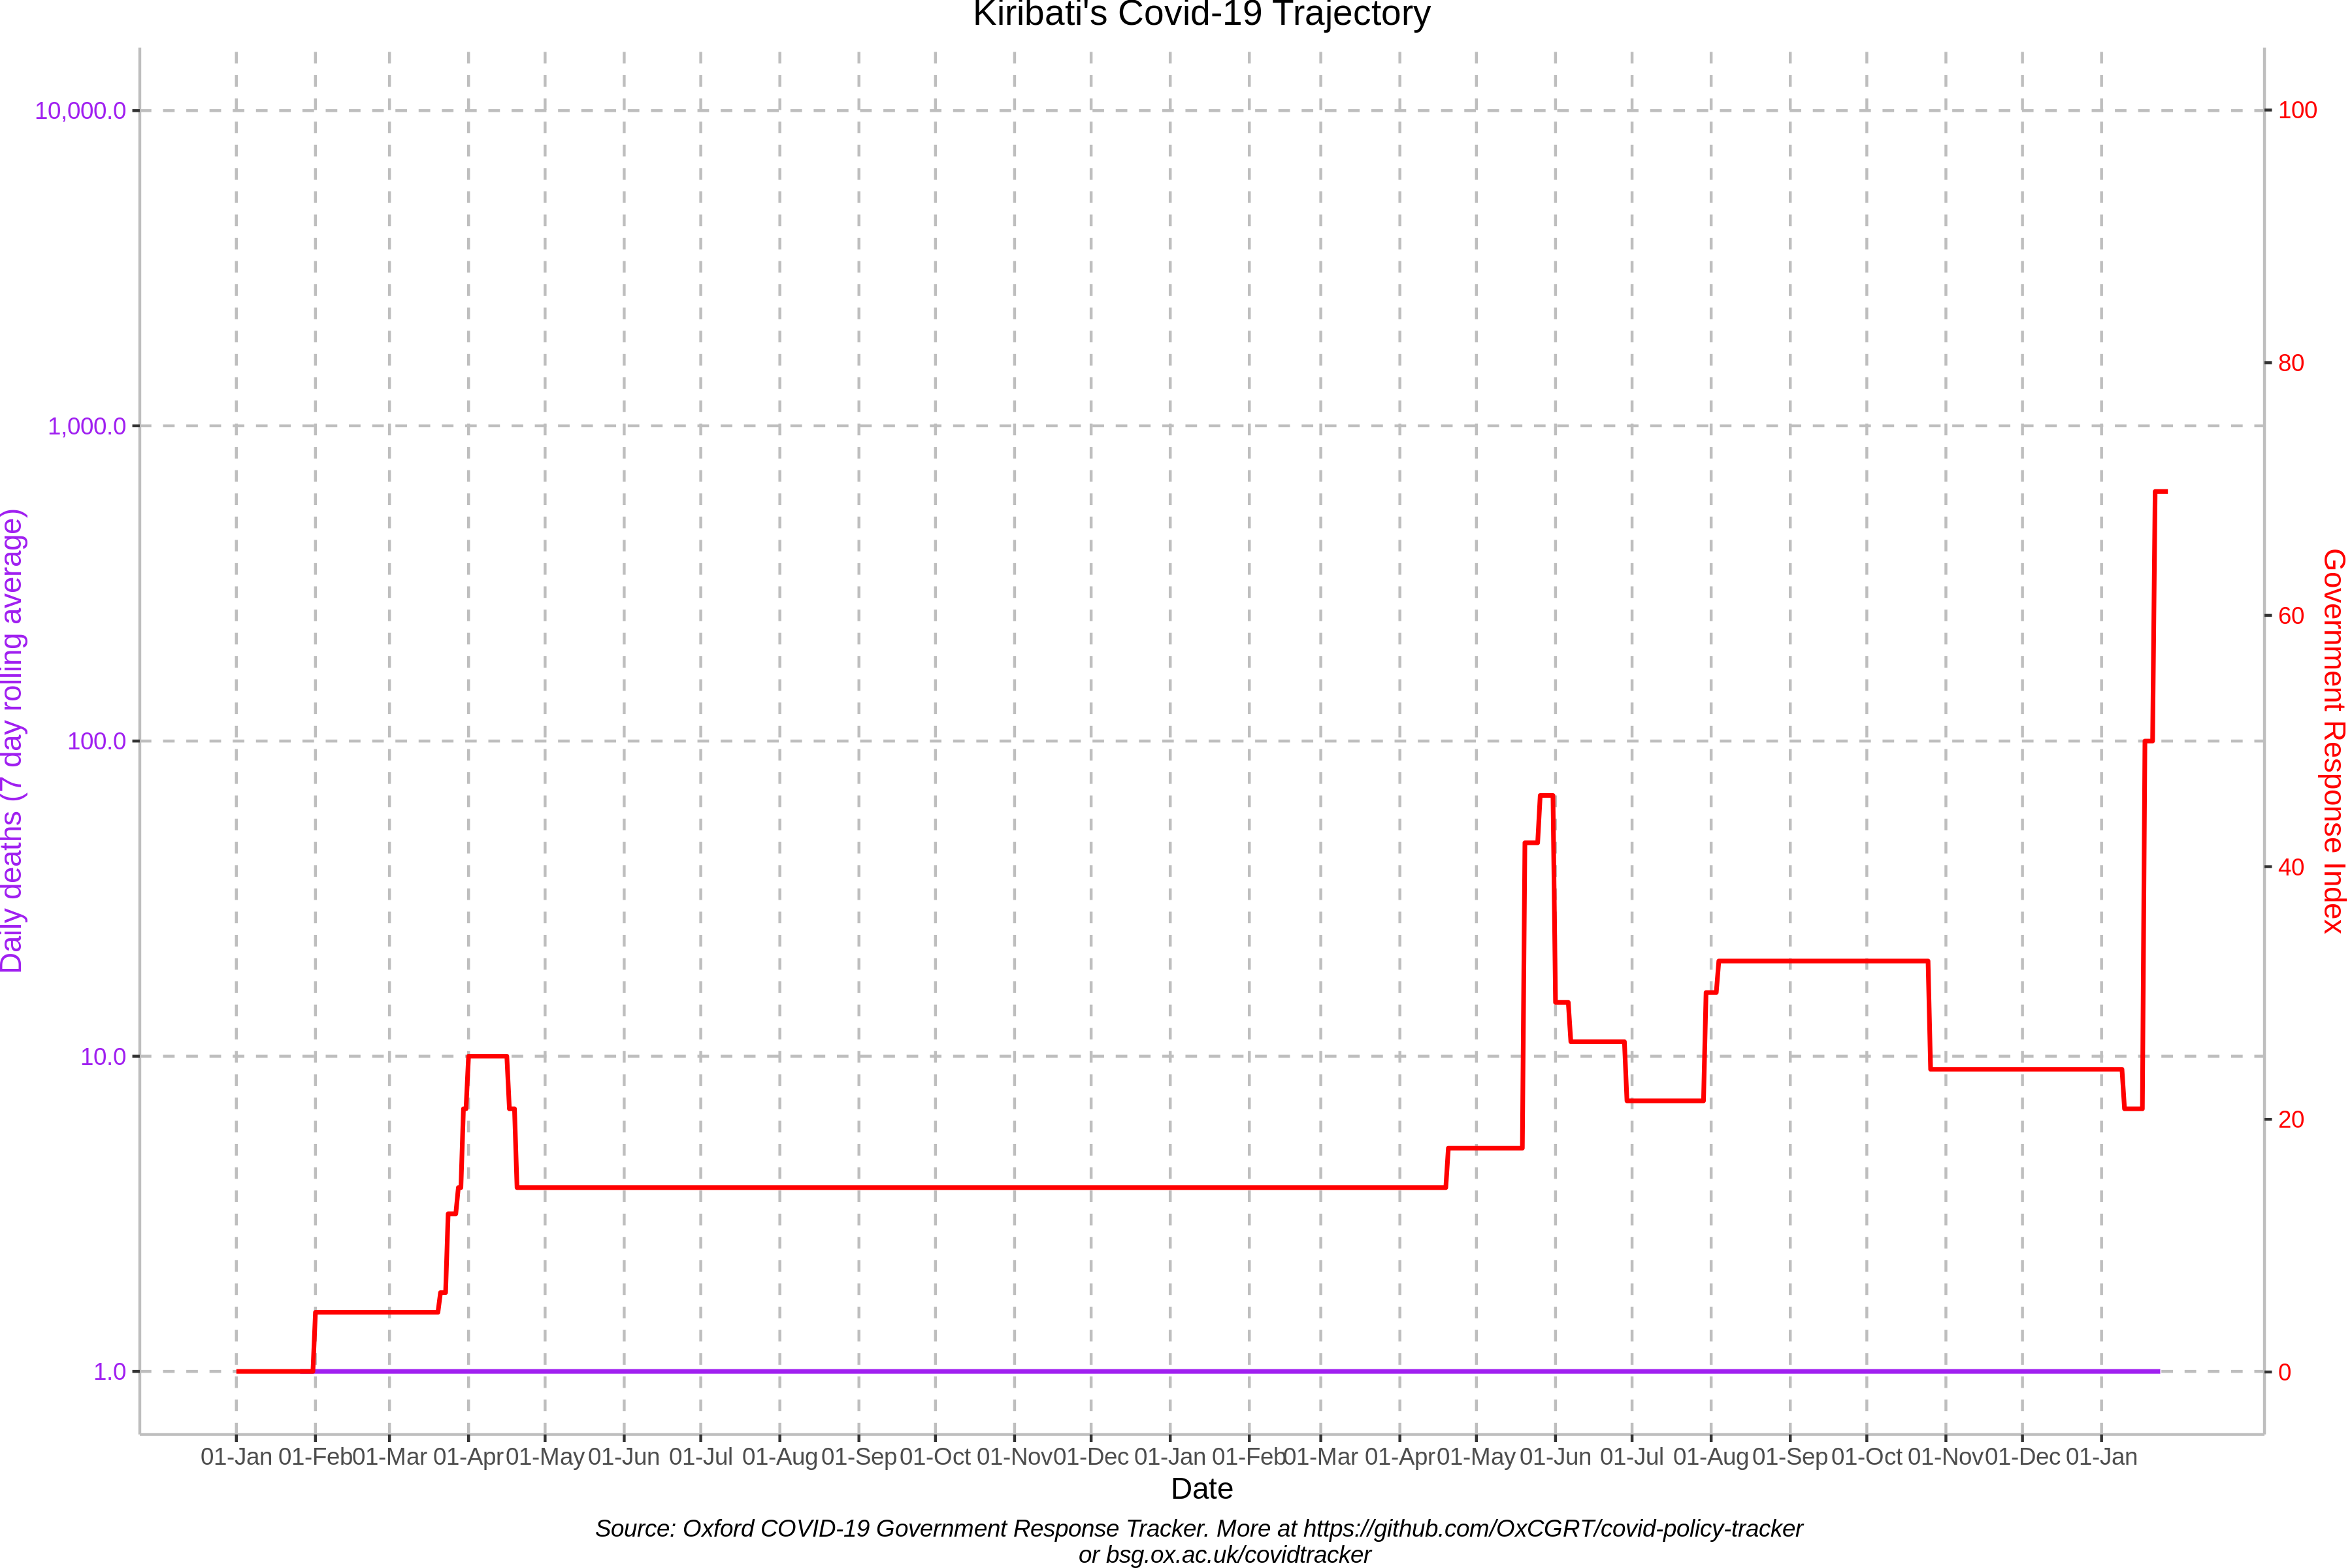 Kiribati's Covid-19 Trajectory
10,000.0
1,000.0
100.0
10.0
1.0
Daily deaths (7 day rolling average)
100
80
60
40
20
0
Government Response Index
01-Jan 01-Feb 01-Mar 01-Apr 01-May 01-Jun 01-Jul 01-Aug 01-Sep 01-Oct 01-Nov 01-Dec 01-Jan 01-Feb 01-Mar 01-Apr 01-May 01-Jun 01-Jul 01-Aug 01-Sep 01-Oct 01-Nov 01-Dec 01-Jan
Date
Source: Oxford COVID-19 Government Response Tracker. More at https://github.com/OxCGRT/covid-policy-tracker
or bsg.ox.ac.uk/covidtracker